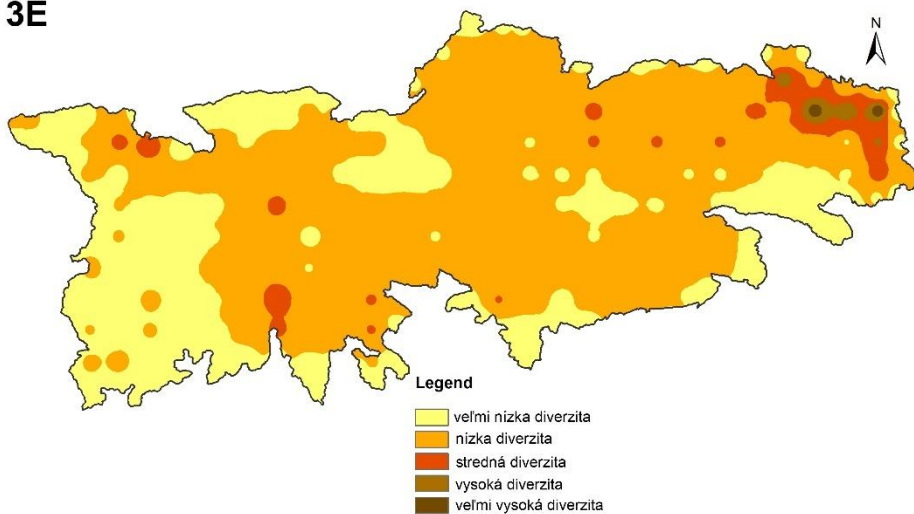 3E
N
Legend
veľmi nízka diverzita
nízka diverzita
stredná diverzita
vysoká diverzita
veľmi vysoká diverzita